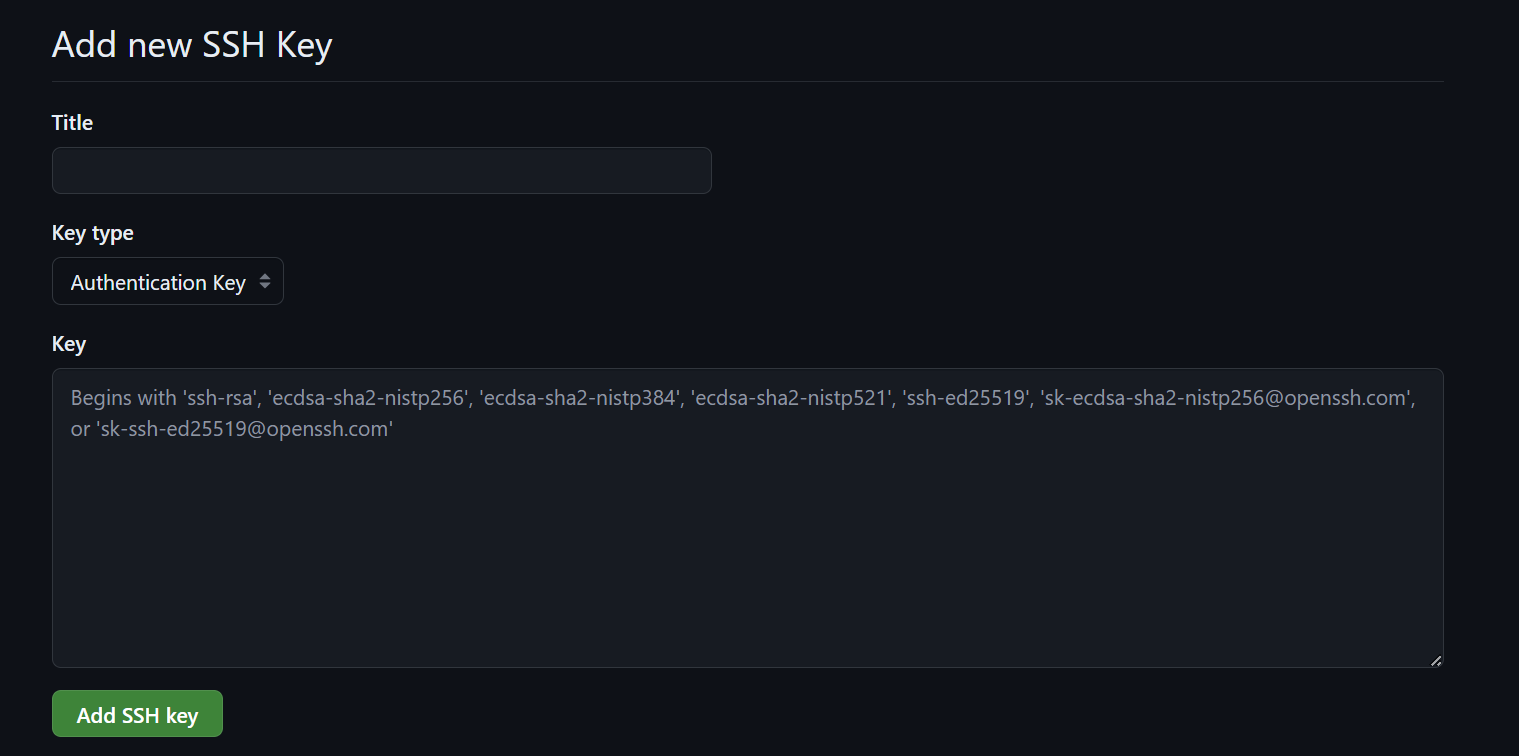 Add new SSH Key
Title
Key type
Authentication Key
Key
Begins with 'ssh-rsa', 'ecdsa-sha2-nistp256', 'ecdsa-sha2-nistp384', 'ecdsa-sha2-nistp521', 'ssh-ed25519', 'sk-ecdsa-sha2-nistp256@openssh.com',
or 'sk-ssh-ed25519@openssh.com'
Add SSH key